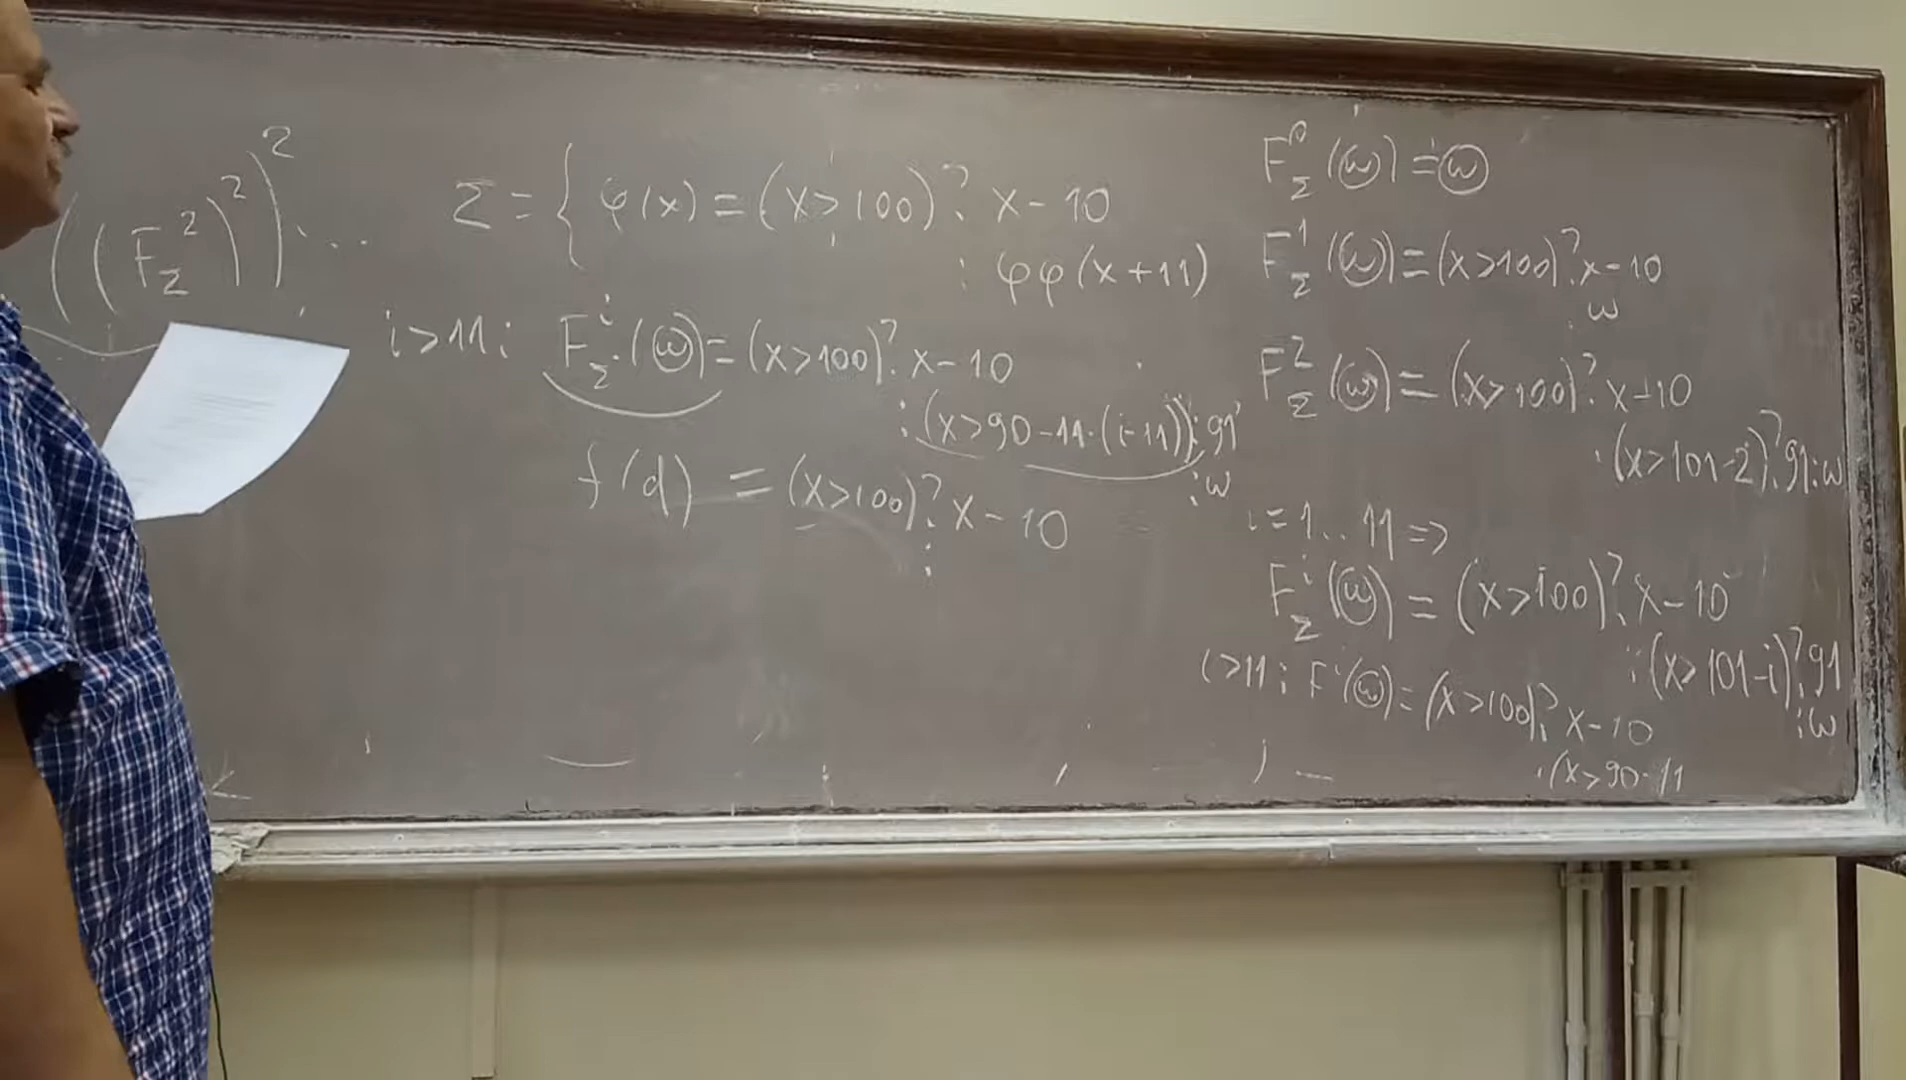 ((F_Σ^2)^2)^2 ...
Σ = { φ(x) = (x > 100)? x - 10
: φφ(x + 11)
i > 11 : F_Σ^i (ω) = (x > 100)? x - 10
: (x > 90 - 11 · (i - 11))? 91
: ω
f(d) = (x > 100)? x - 10
:
F_Σ^0 (ω) = ω
F_Σ^1 (ω) = (x > 100)? x - 10
: ω
F_Σ^2 (ω) = (x > 100)? x - 10
: (x > 101 - 2)? 91 : ω
i = 1 .. 11 =>
F_Σ^i (ω) = (x > 100)? x - 10
: (x > 101 - i)? 91
: ω
i > 11 : F^i (ω) = (x > 100)? x - 10
: (x > 90 - 11